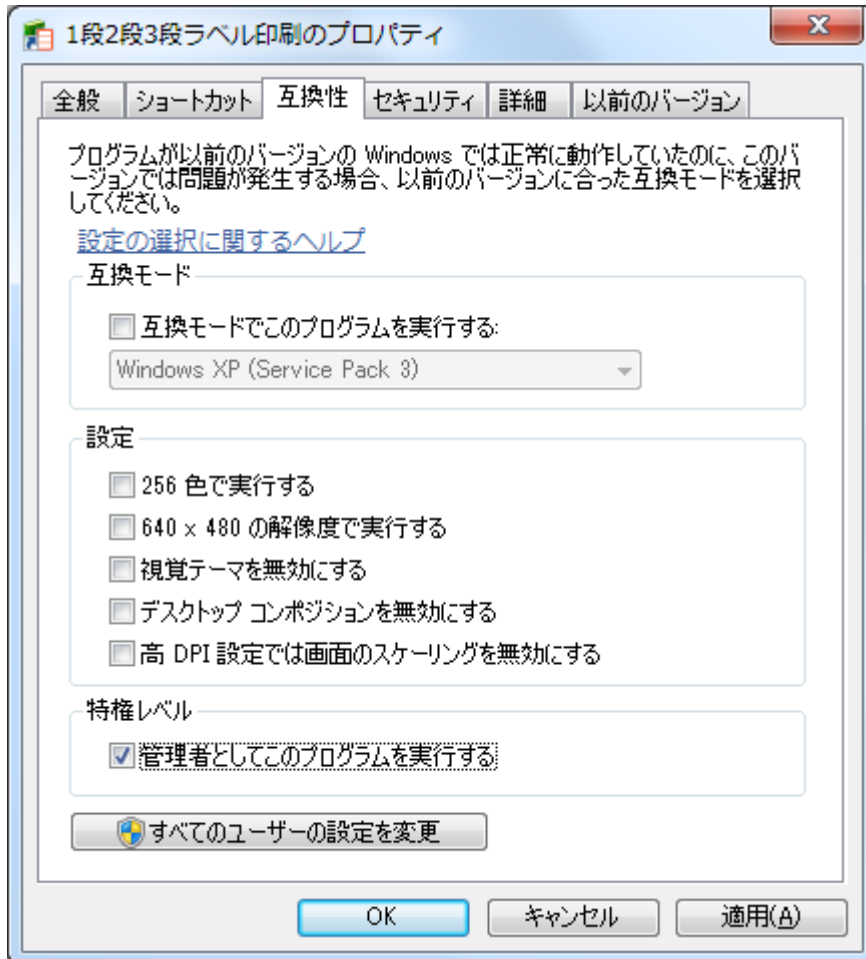 1段2段3段ラベル印刷のプロパティ
全般 ショートカット 互換性 セキュリティ 詳細 以前のバージョン
プログラムが以前のバージョンの Windows では正常に動作していたのに、このバ
ージョンでは問題が発生する場合、以前のバージョンに合った互換モードを選択
してください。
設定の選択に関するヘルプ
互換モード
互換モードでこのプログラムを実行する:
Windows XP (Service Pack 3)
設定
256 色で実行する
640 x 480 の解像度で実行する
視覚テーマを無効にする
デスクトップ コンポジションを無効にする
高 DPI 設定では画面のスケーリングを無効にする
特権レベル
管理者としてこのプログラムを実行する
すべてのユーザーの設定を変更
OK キャンセル 適用(A)